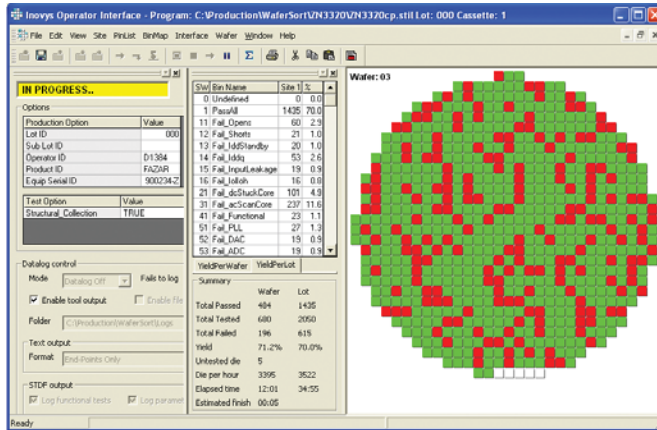 Inovys Operator Interface - Program: C:\Production\WaferSort\ZN3320\ZN3320cp.stil Lot: 000 Cassette: 1
File Edit View Site PinList BinMap Interface Wafer Window Help
IN PROGRESS..
Options
Production Option Value
Lot ID 000
Sub Lot ID
Operator ID D1384
Product ID FAZAR
Equip Serial ID 900234-Z
Test Option Value
Structural_Collection TRUE
Datalog control
Mode Datalog Off Fails to log
Enable tool output Enable file
Folder C:\Production\WaferSort\Logs
Text output
Format End-Points Only
STDF output
Log functional tests Log paramet
SW Bin Name Site 1 %
0 Undefined 0 0.0
1 PassAll 1435 70.0
11 Fail_Opens 60 2.9
12 Fail_Shorts 21 1.0
13 Fail_IddStandby 20 1.0
14 Fail_Iddq 53 2.6
15 Fail_InputLeakage 19 0.9
16 Fail_IolIoh 16 0.8
21 Fail_dcStuckCore 101 4.9
31 Fail_acScanCore 237 11.6
41 Fail_Functional 23 1.1
51 Fail_PLL 27 1.3
52 Fail_DAC 19 0.9
53 Fail_ADC 19 0.9
YieldPerWafer YieldPerLot
Summary
Wafer Lot
Total Passed 484 1435
Total Tested 680 2050
Total Failed 196 615
Yield 71.2% 70.0%
Untested die 5
Die per hour 3395 3522
Elapsed time 12:01 34:55
Estimated finish 00:05
Wafer: 03
Ready